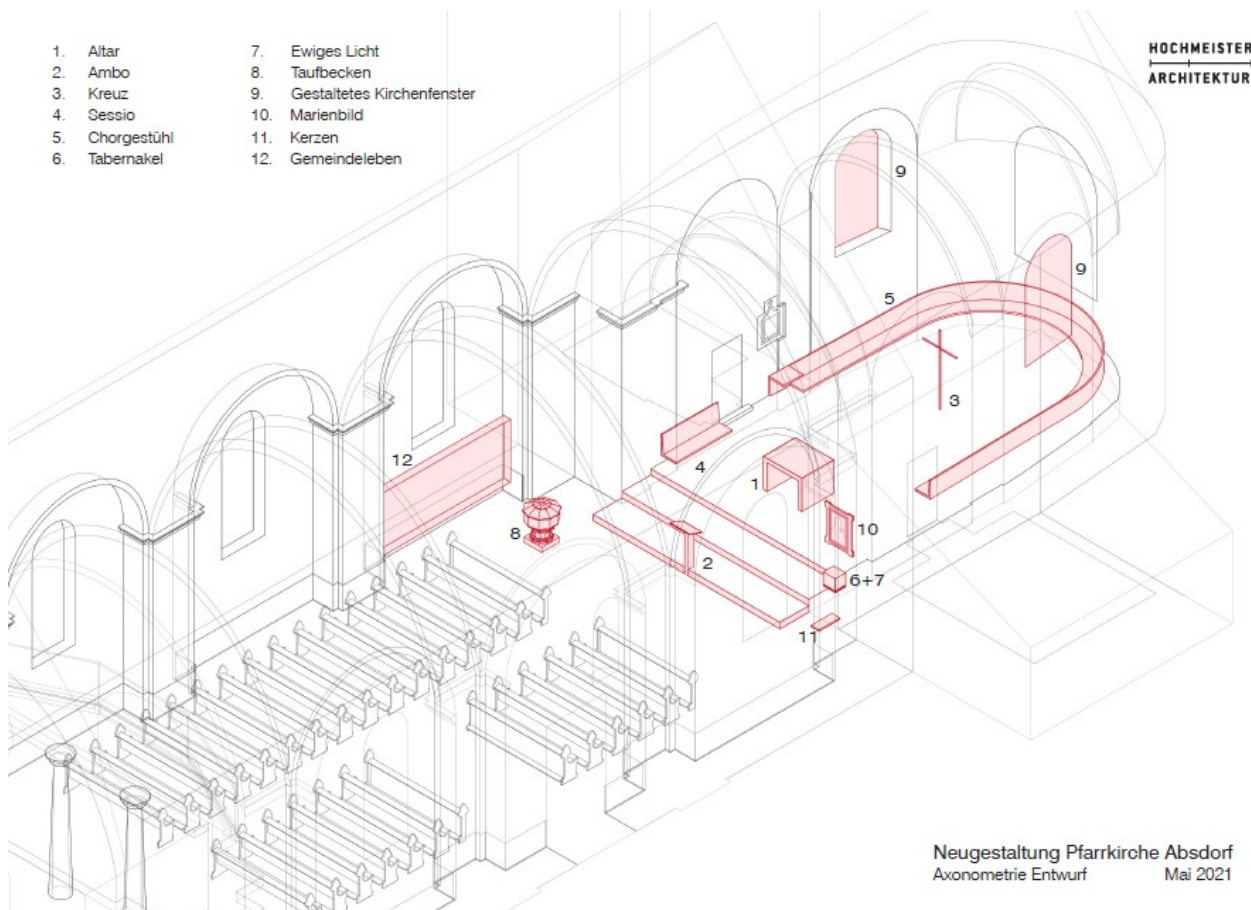 1. Altar
2. Ambo
3. Kreuz
4. Sessio
5. Chorgestühl
6. Tabernakel
7. Ewiges Licht
8. Taufbecken
9. Gestaltetes Kirchenfenster
10. Marienbild
11. Kerzen
12. Gemeindeleben
HOCHMEISTER
ARCHITEKTUR
9
9
5
3
12
4
1
8
10
2
6+7
11
Neugestaltung Pfarrkirche Absdorf
Axonometrie Entwurf Mai 2021